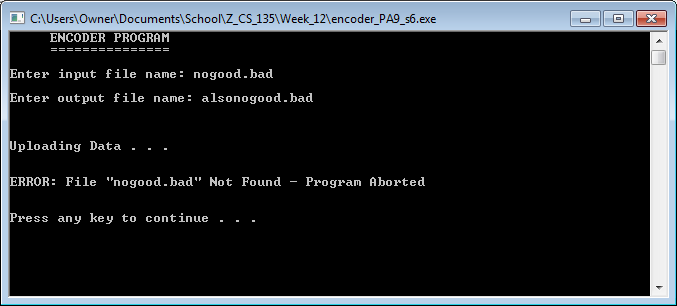 C:\Users\Owner\Documents\School\Z_CS_135\Week_12\encoder_PA9_s6.exe
ENCODER PROGRAM
===============
Enter input file name: nogood.bad
Enter output file name: alsonogood.bad
Uploading Data . . .
ERROR: File "nogood.bad" Not Found - Program Aborted
Press any key to continue . . .